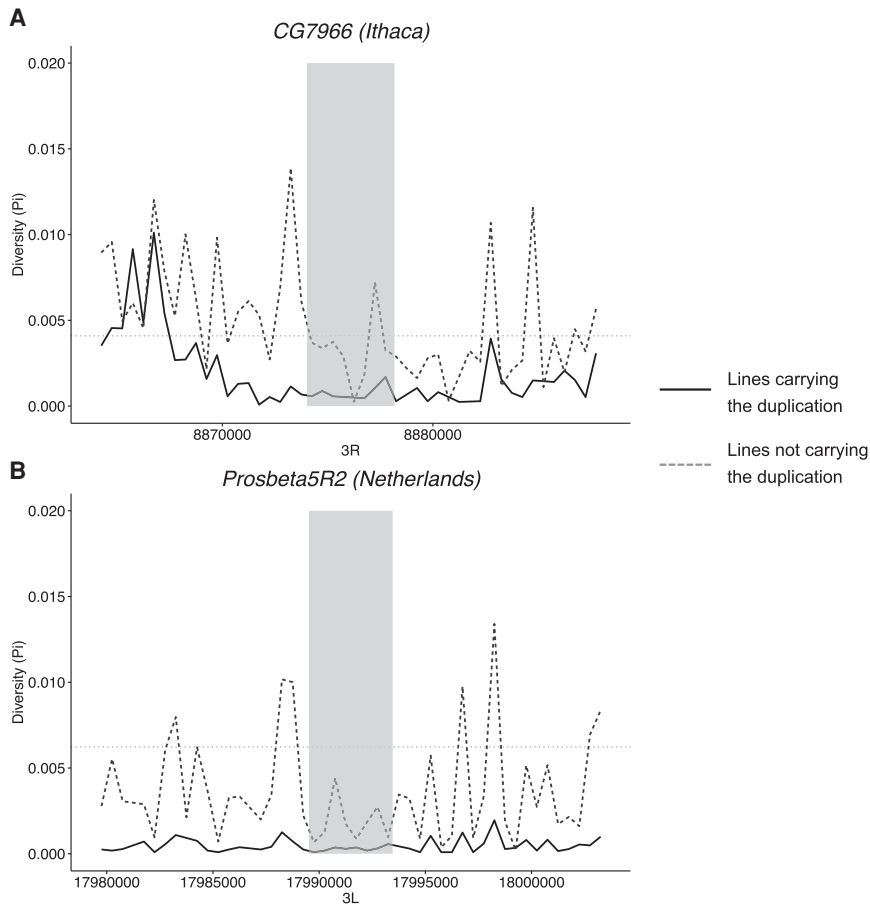 A
CG7966 (Ithaca)
0.020
0.015
0.010
0.005
0.000
Diversity (Pi)
8870000
8880000
3R
Lines carrying
the duplication
Lines not carrying
the duplication
B
Prosbeta5R2 (Netherlands)
0.020
0.015
0.010
0.005
0.000
Diversity (Pi)
17980000
17985000
17990000
17995000
18000000
3L